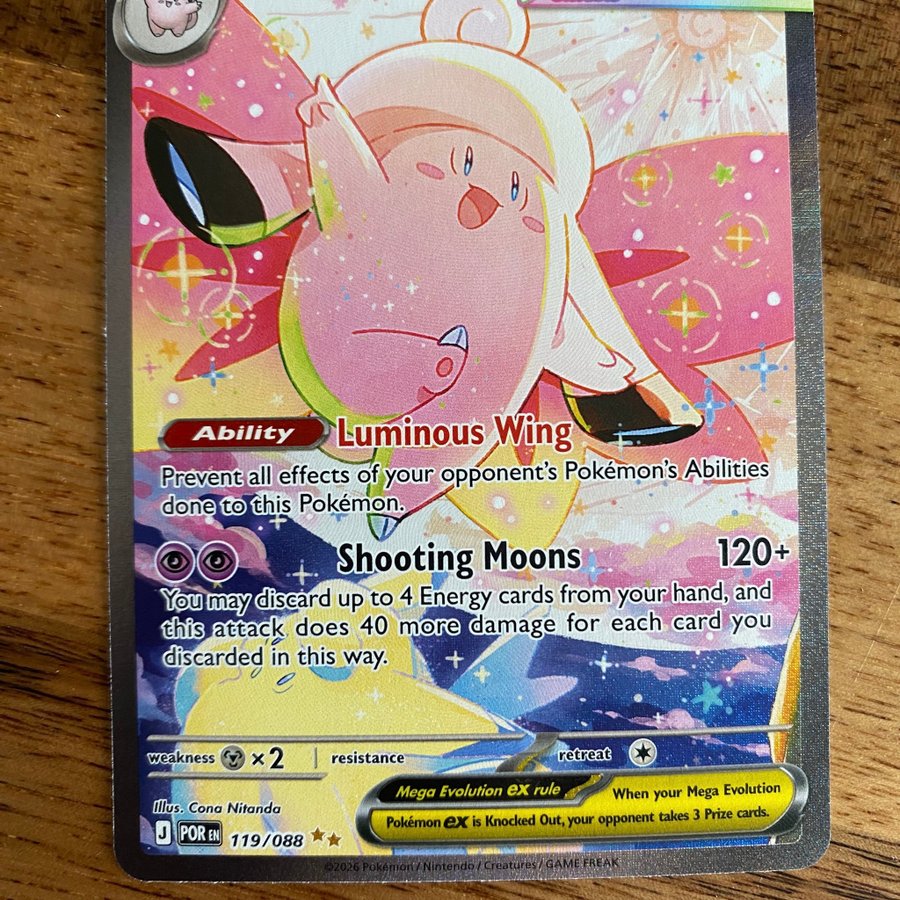 Ability Luminous Wing
Prevent all effects of your opponent's Pokémon's Abilities
done to this Pokémon.
Shooting Moons 120+
You may discard up to 4 Energy cards from your hand, and
this attack does 40 more damage for each card you
discarded in this way.
weakness ×2 resistance retreat
Mega Evolution ex rule When your Mega Evolution
Pokémon ex is Knocked Out, your opponent takes 3 Prize cards.
Illus. Cona Nitanda
J POR EN 119/088
©2026 Pokémon / Nintendo / Creatures / GAME FREAK